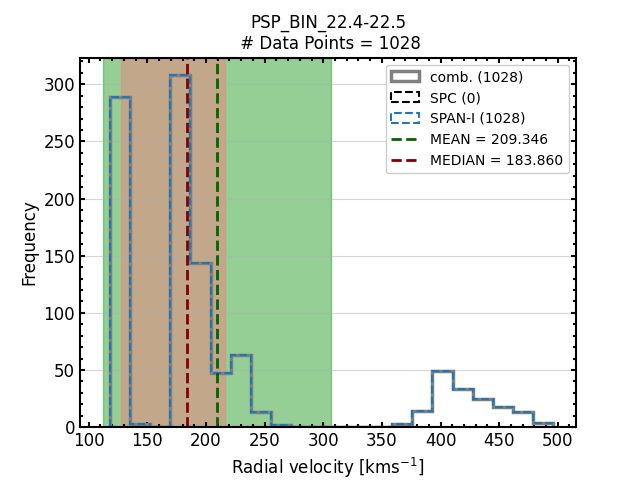 PSP_BIN_22.4-22.5
# Data Points = 1028
comb. (1028)
SPC (0)
SPAN-I (1028)
MEAN = 209.346
MEDIAN = 183.860
Frequency
300
250
200
150
100
50
0
100 150 200 250 300 350 400 450 500
Radial velocity [kms⁻¹]